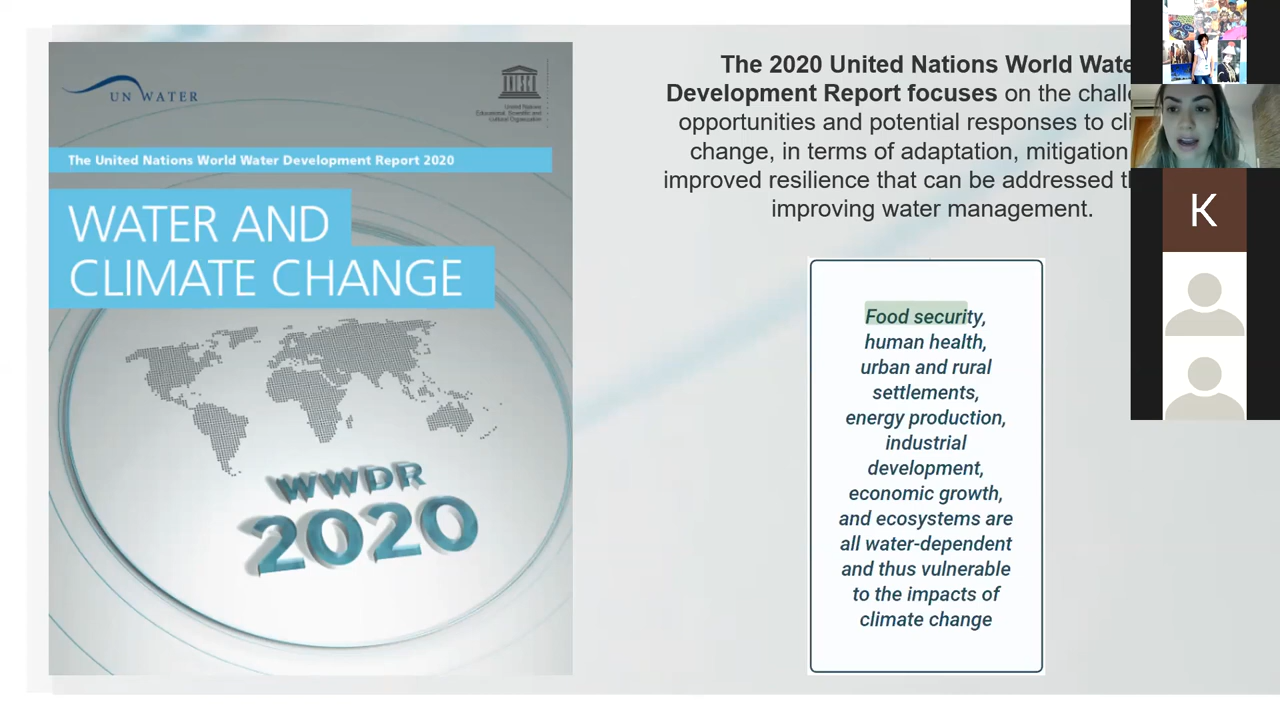 UN WATER
United Nations
Educational, Scientific and
Cultural Organization
The United Nations World Water Development Report 2020
WATER AND
CLIMATE CHANGE
WWDR
2020
The 2020 United Nations World Wate
Development Report focuses on the chall
opportunities and potential responses to cli
change, in terms of adaptation, mitigation
improved resilience that can be addressed t
improving water management.
Food security,
human health,
urban and rural
settlements,
energy production,
industrial
development,
economic growth,
and ecosystems are
all water-dependent
and thus vulnerable
to the impacts of
climate change
K